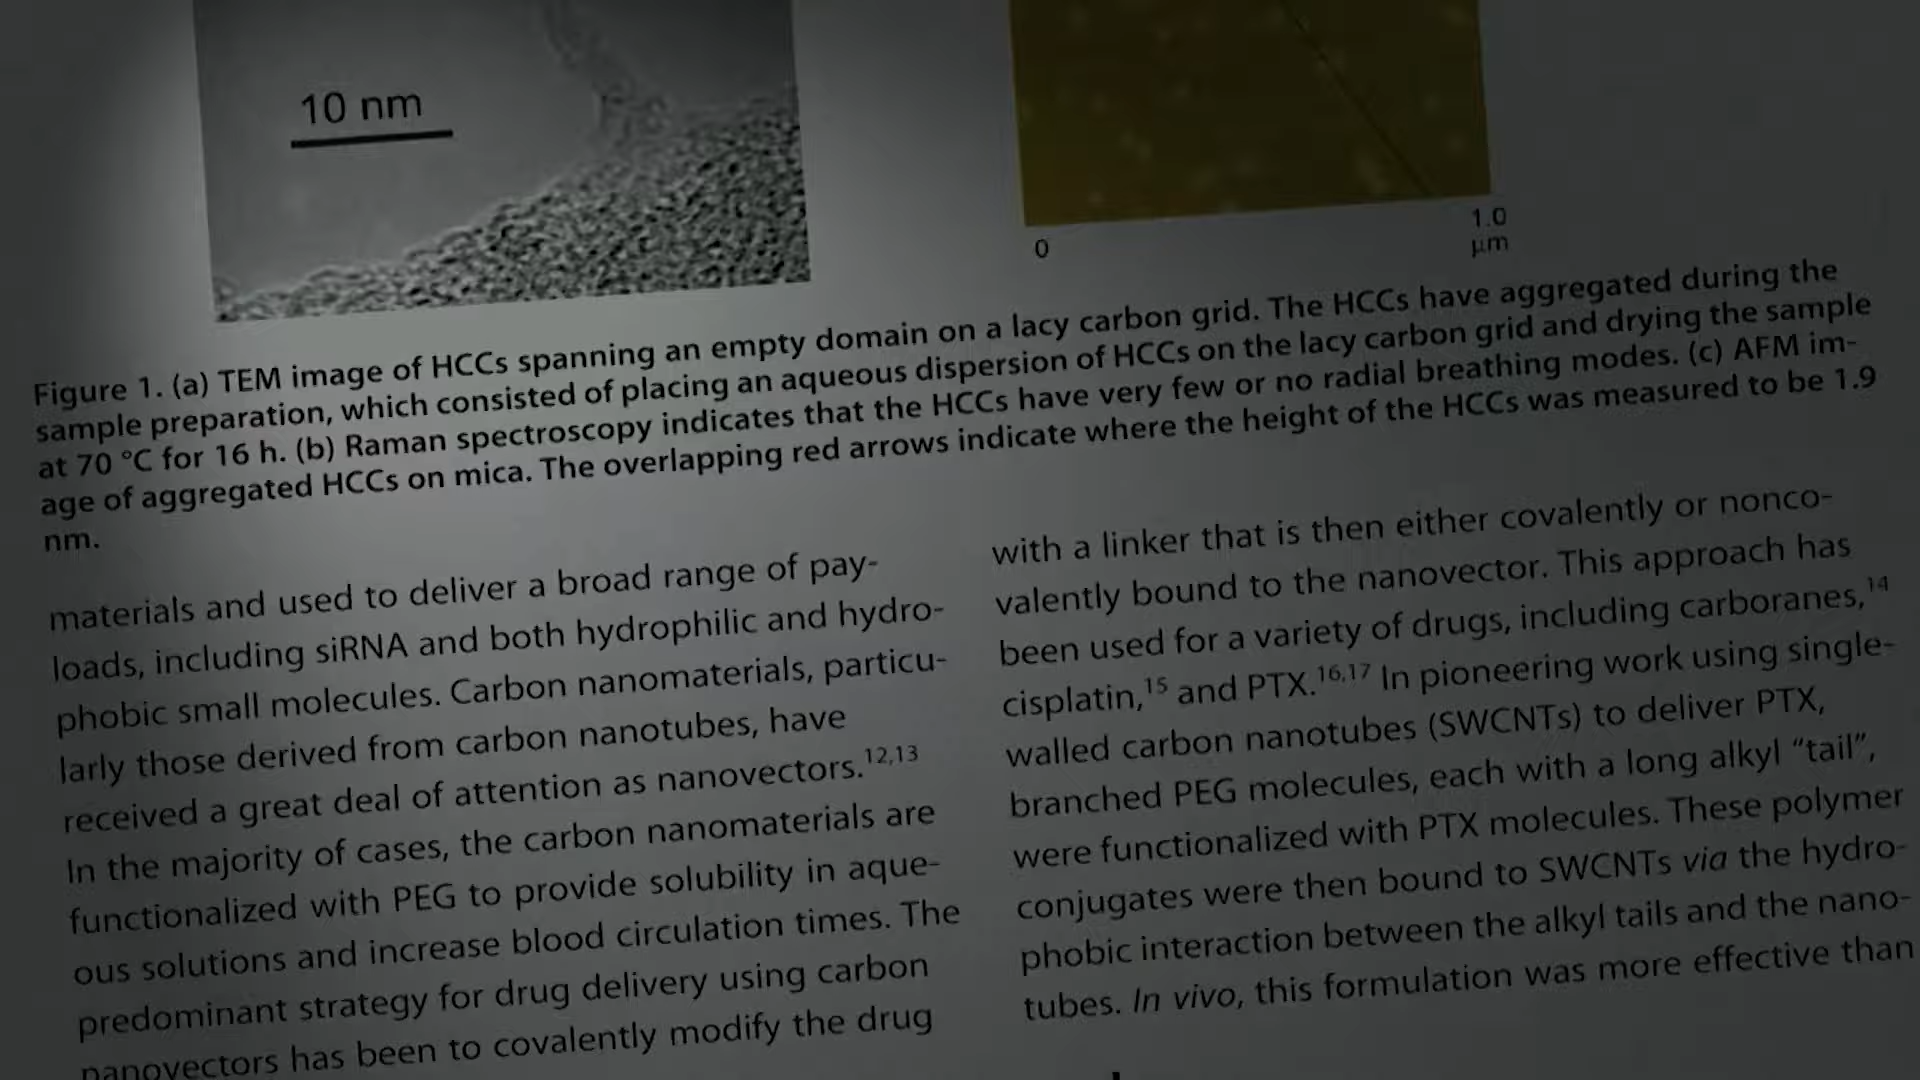 10 nm
0
1.0
μm
Figure 1. (a) TEM image of HCCs spanning an empty domain on a lacy carbon grid. The HCCs have aggregated during the
sample preparation, which consisted of placing an aqueous dispersion of HCCs on the lacy carbon grid and drying the sample
at 70 °C for 16 h. (b) Raman spectroscopy indicates that the HCCs have very few or no radial breathing modes. (c) AFM im-
age of aggregated HCCs on mica. The overlapping red arrows indicate where the height of the HCCs was measured to be 1.9
nm.
materials and used to deliver a broad range of pay-
loads, including siRNA and both hydrophilic and hydro-
phobic small molecules. Carbon nanomaterials, particu-
larly those derived from carbon nanotubes, have
received a great deal of attention as nanovectors.12,13
In the majority of cases, the carbon nanomaterials are
functionalized with PEG to provide solubility in aque-
ous solutions and increase blood circulation times. The
predominant strategy for drug delivery using carbon
nanovectors has been to covalently modify the drug
with a linker that is then either covalently or nonco-
valently bound to the nanovector. This approach has
been used for a variety of drugs, including carboranes,14
cisplatin,15 and PTX.16,17 In pioneering work using single-
walled carbon nanotubes (SWCNTs) to deliver PTX,
branched PEG molecules, each with a long alkyl “tail”,
were functionalized with PTX molecules. These polymer
conjugates were then bound to SWCNTs via the hydro-
phobic interaction between the alkyl tails and the nano-
tubes. In vivo, this formulation was more effective than